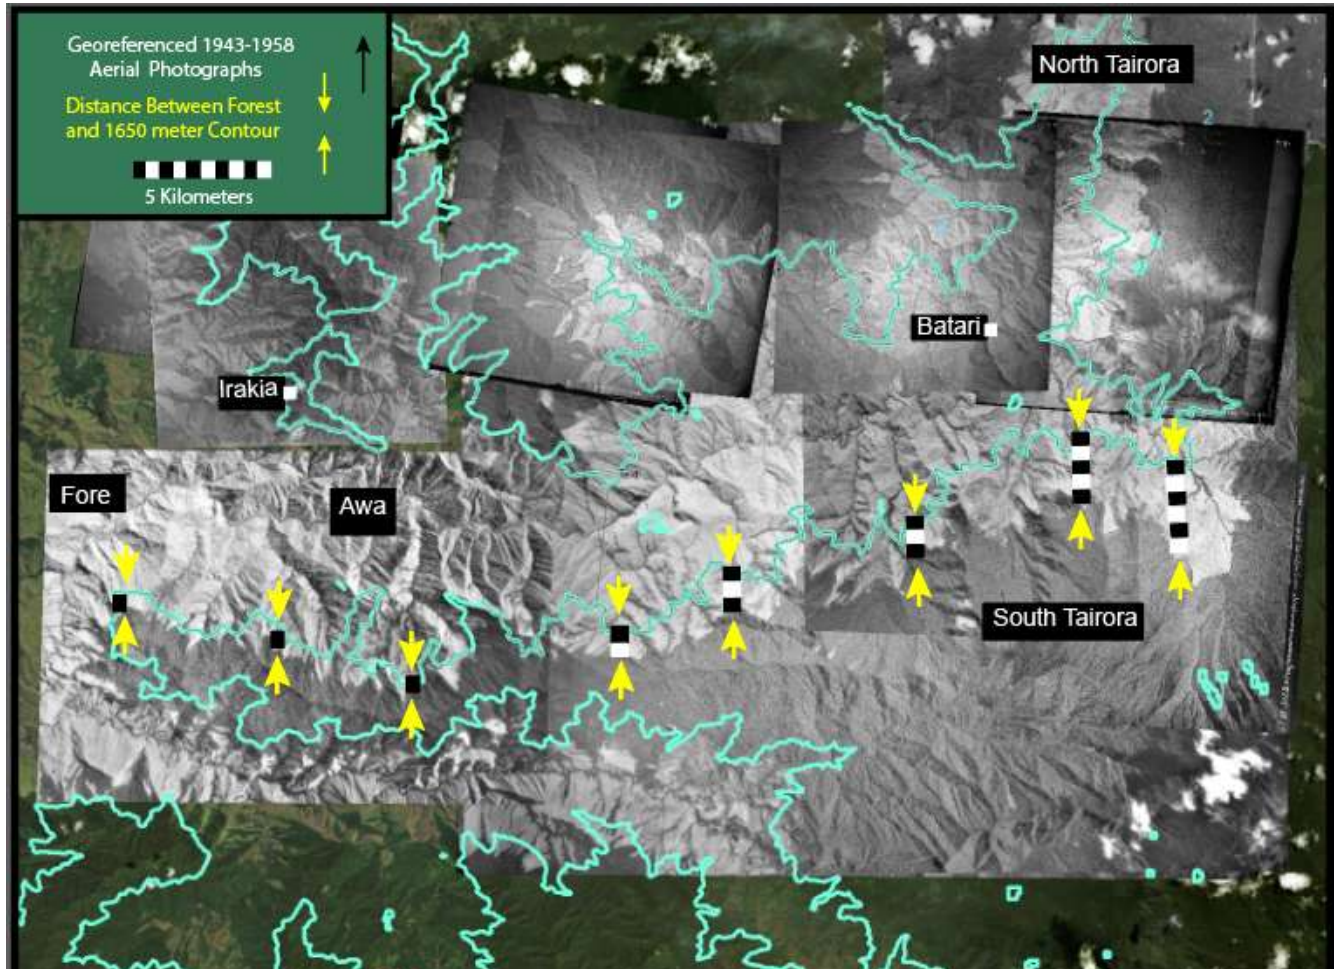 Georeferenced 1943-1958
Aerial Photographs
Distance Between Forest
and 1650 meter Contour
5 Kilometers
North Tairora
2
Batari
Irakia
Fore
Awa
South Tairora